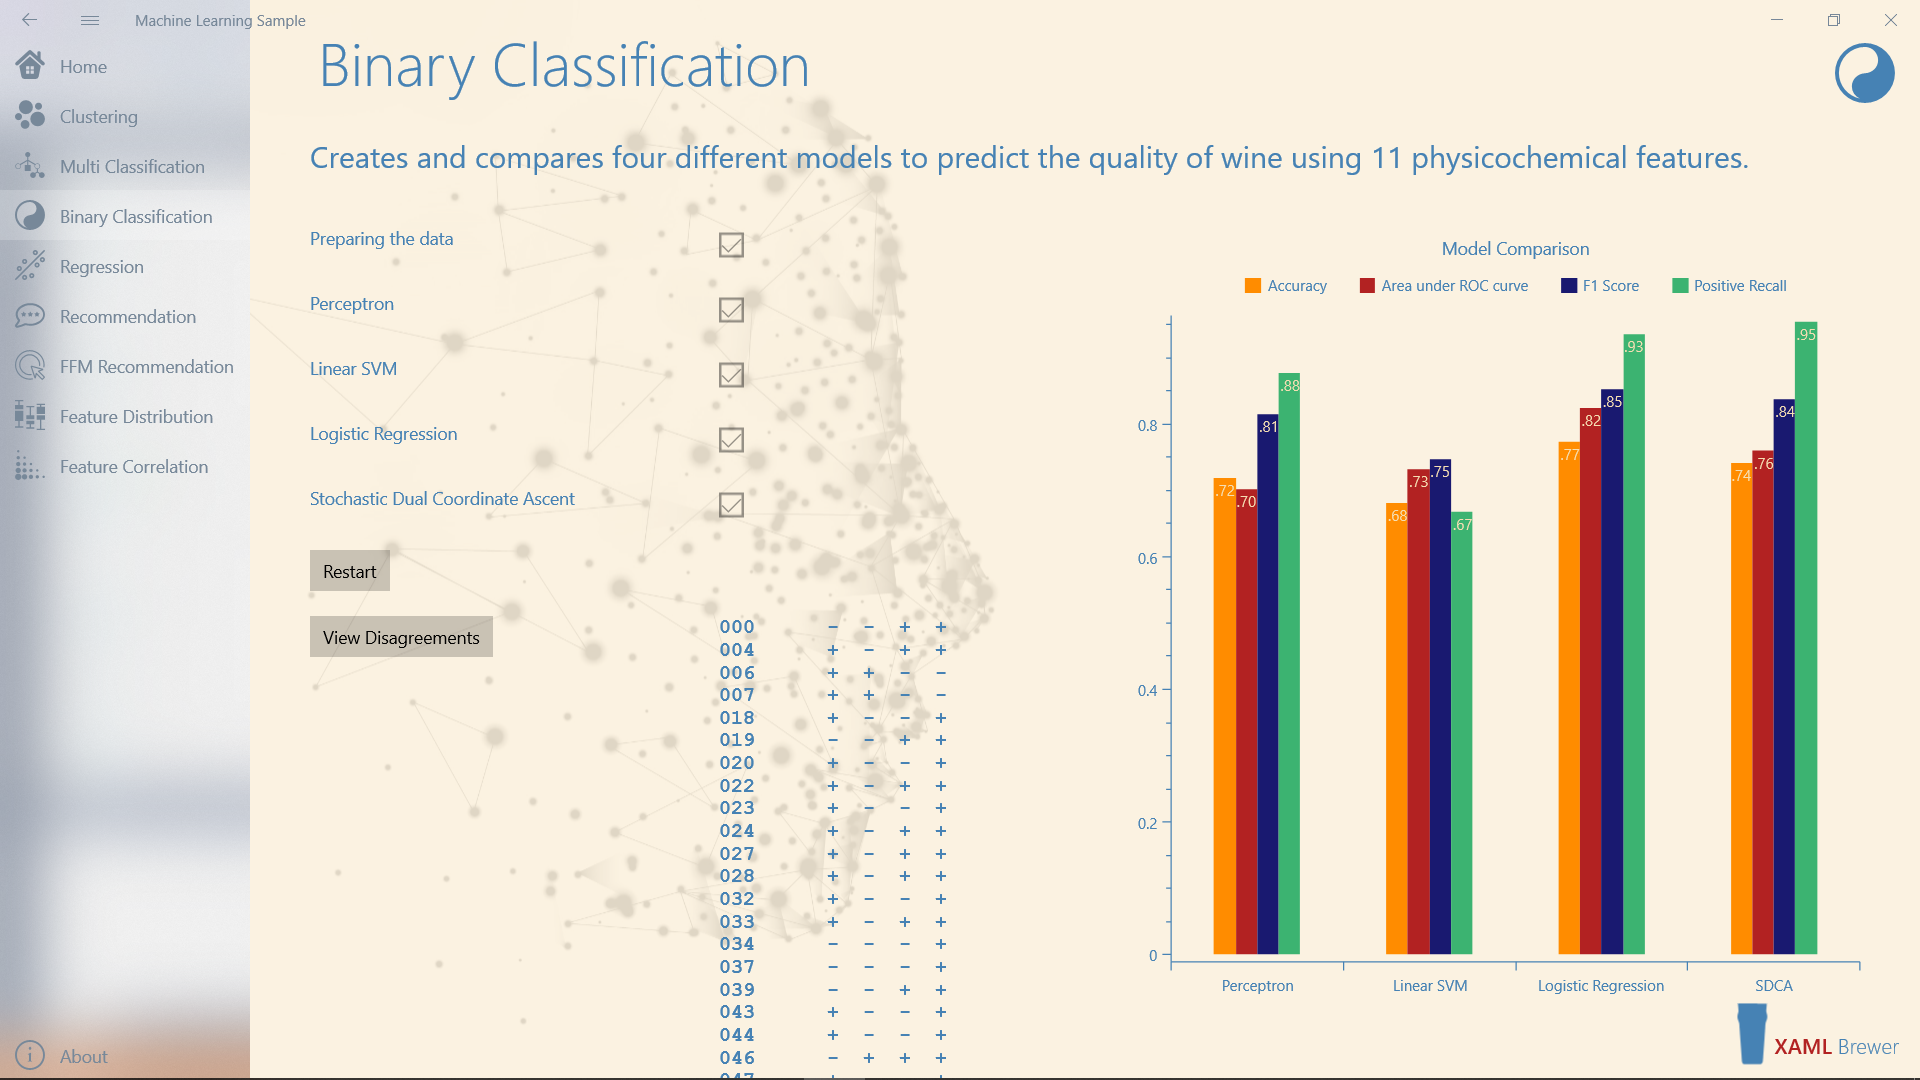 Machine Learning Sample
Home
Clustering
Multi Classification
Binary Classification
Regression
Recommendation
FFM Recommendation
Feature Distribution
Feature Correlation
About
Binary Classification
Creates and compares four different models to predict the quality of wine using 11 physicochemical features.
Preparing the data
Perceptron
Linear SVM
Logistic Regression
Stochastic Dual Coordinate Ascent
Restart
View Disagreements
000 - - + +
004 + - + +
006 + + - -
007 + + - -
018 + - - +
019 - - + +
020 + - - +
022 + - + +
023 + - - +
024 + - + +
027 + - + +
028 + - + +
032 + - - +
033 + - + +
034 - - - +
037 - - - +
039 - - + +
043 + - - +
044 + - - +
046 - + + +
Model Comparison
Accuracy Area under ROC curve F1 Score Positive Recall
0.8
0.6
0.4
0.2
0
.72 .70 .81 .88
.68 .73 .75 .67
.77 .82 .85 .93
.74 .76 .84 .95
Perceptron Linear SVM Logistic Regression SDCA
XAML Brewer